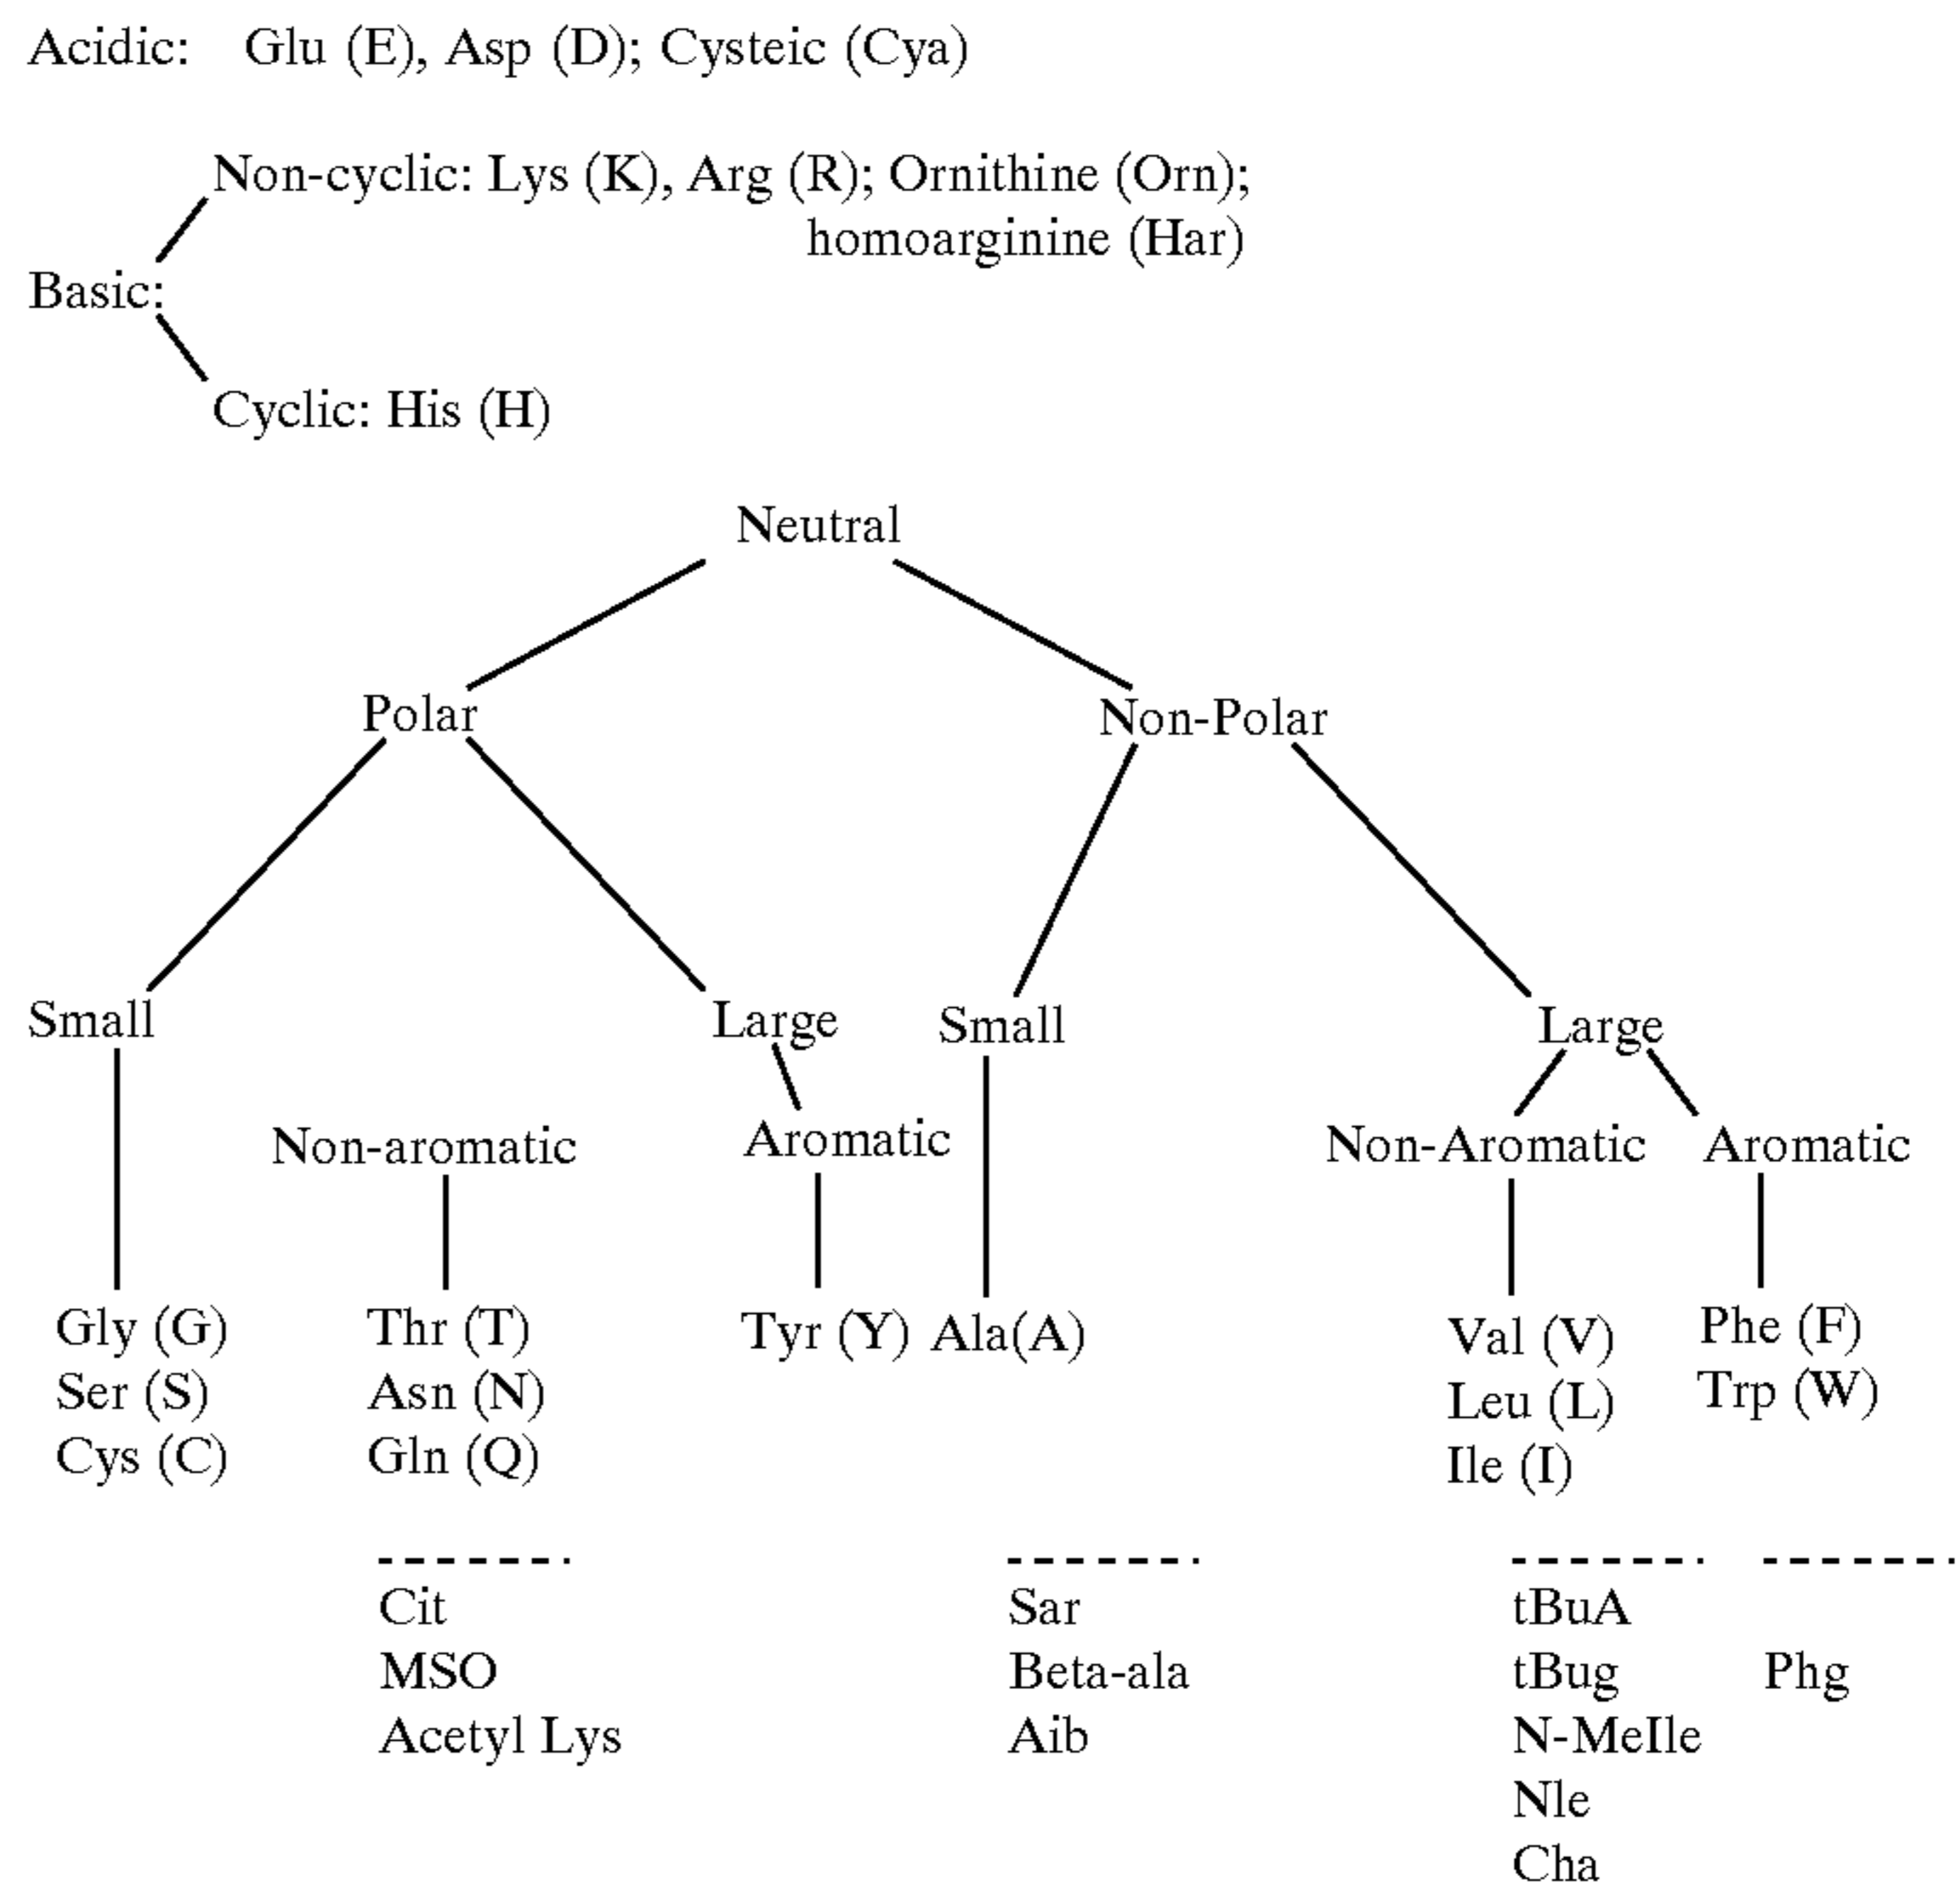 Acidic: Glu (E), Asp (D); Cysteic (Cya)
Non-cyclic: Lys (K), Arg (R); Ornithine (Orn);
homoarginine (Har)
Basic:
Cyclic: His (H)
Neutral
Polar
Non-Polar
Small
Large
Small
Large
Non-aromatic
Aromatic
Non-Aromatic
Aromatic
Gly (G)
Ser (S)
Cys (C)
Thr (T)
Asn (N)
Gln (Q)
Tyr (Y)
Ala(A)
Val (V)
Leu (L)
Ile (I)
Phe (F)
Trp (W)
Cit
MSO
Acetyl Lys
Sar
Beta-ala
Aib
tBuA
tBug
N-MeIle
Nle
Cha
Phg